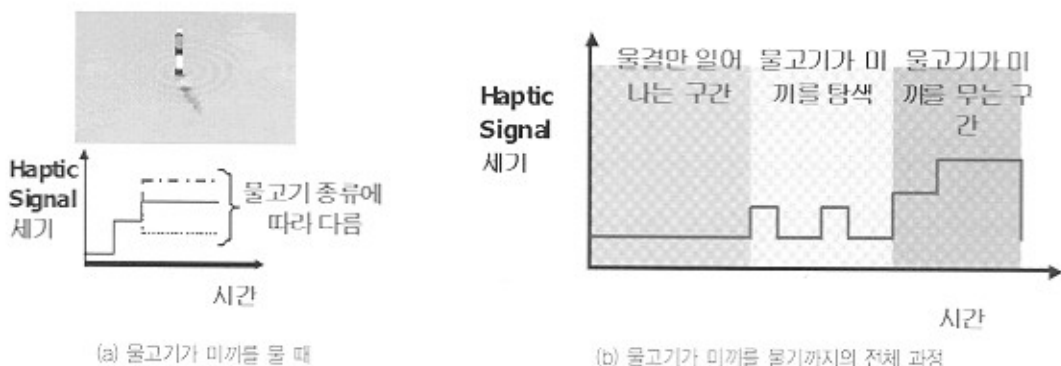 Haptic
Signal
세기
물고기 종류에
따라 다름
시간
(a) 물고기가 미끼를 물 때
Haptic
Signal
세기
물결만 일어
나는 구간
물고기가 미
끼를 탐색
물고기가 미
끼를 무는 구
간
시간
(b) 물고기가 미끼를 물기까지의 전체 과정